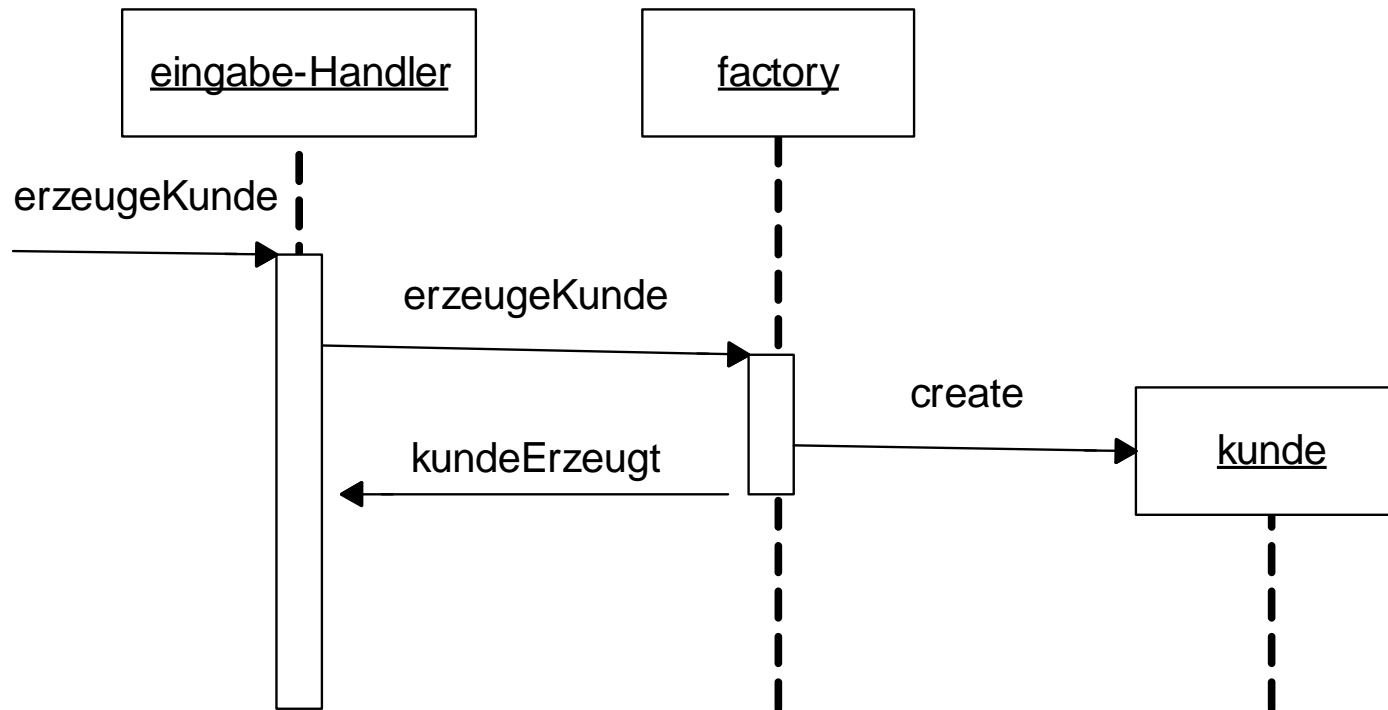 eingabe-Handler
factory
erzeugeKunde
erzeugeKunde
create
kundeErzeugt
kunde